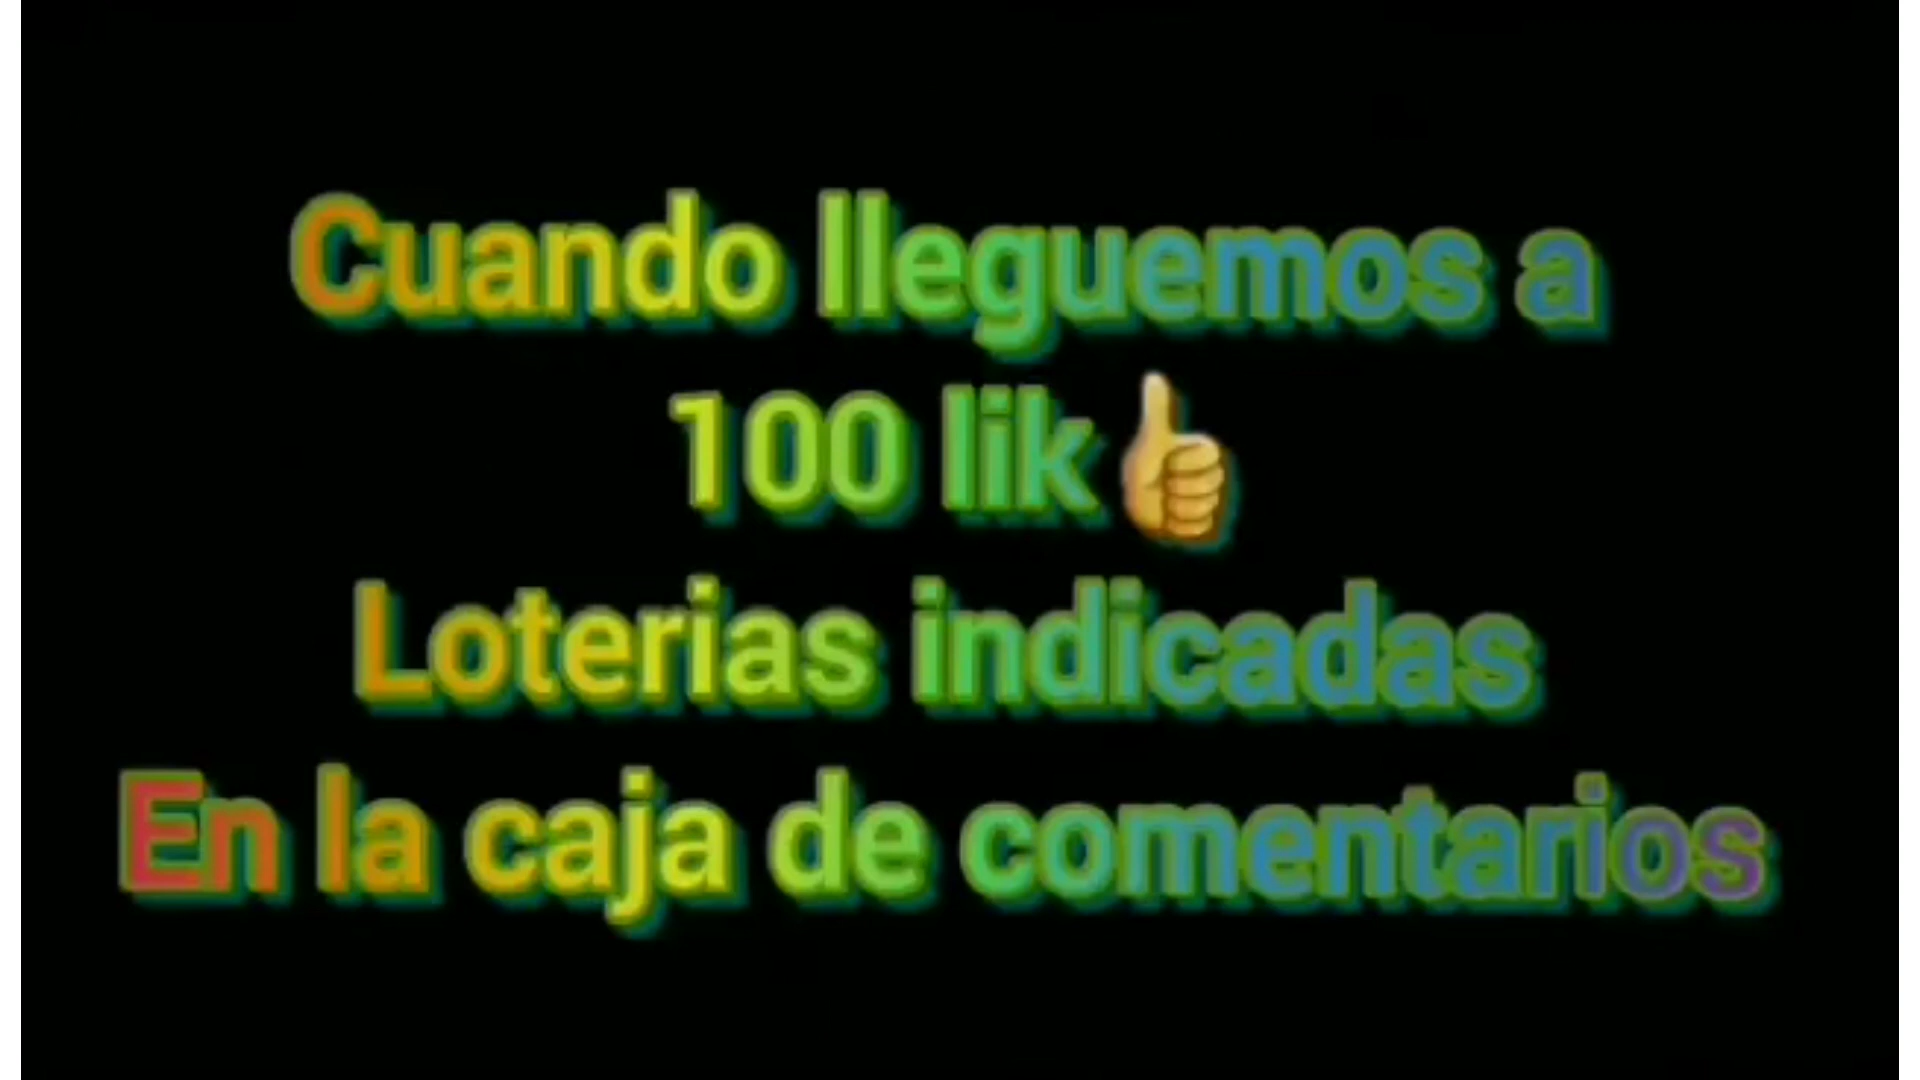 Cuando lleguemos a
100 lik👍
Loterias indicadas
En la caja de comentarios